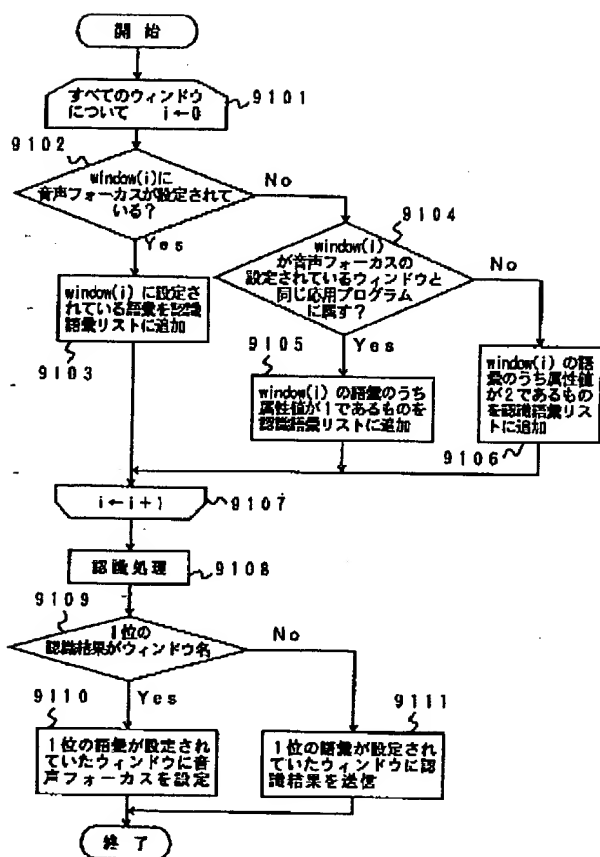 開始
すべてのウィンドウ
について i←0
9101
9102
window(i)に
音声フォーカスが設定されて
いる?
No
Yes
9104
window(i)
が音声フォーカスの
設定されているウィンドウと
同じ応用プログラム
に属す?
No
Yes
window(i) に設定さ
れている語彙を認識
語彙リストに追加
9103
9105
window(i) の語彙のうち
属性値が1であるものを
認識語彙リストに追加
window(i) の語
彙のうち属性値
が2であるもの
を認識語彙リス
トに追加
9106
i←i+1
9107
認識処理
9108
9109
1位の
認識結果がウィンドウ名
No
Yes
9110
1位の語彙が設定され
ていたウィンドウに音
声フォーカスを設定
9111
1位の語彙が設定され
ていたウィンドウに認
識結果を送信
終了